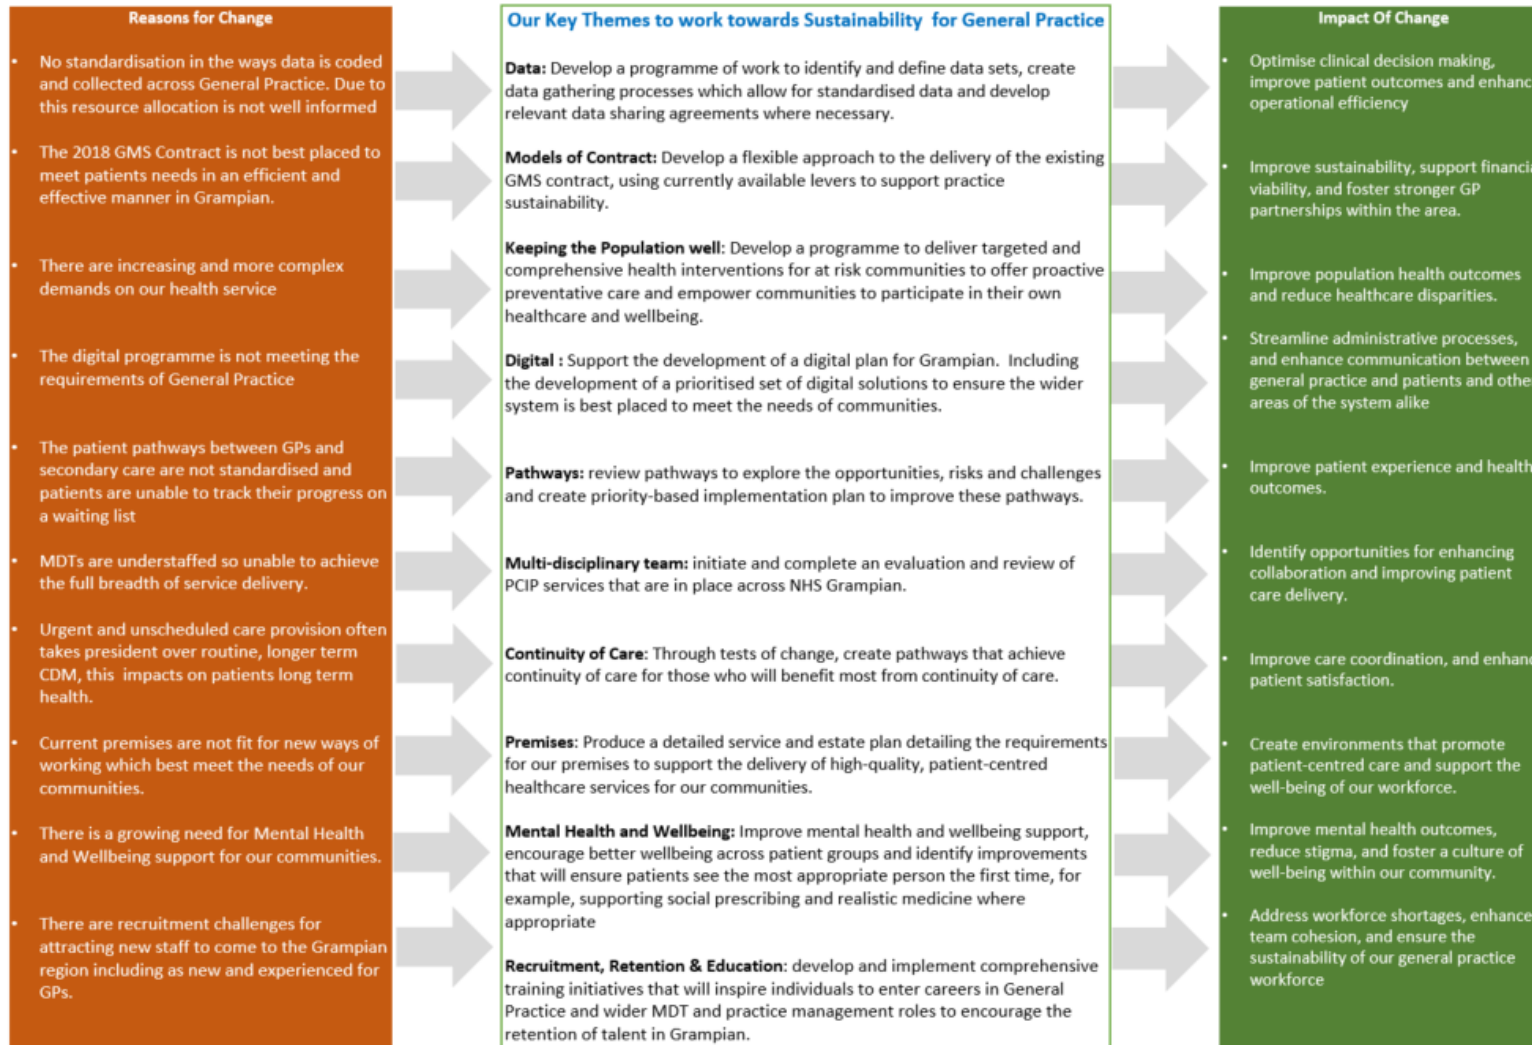 Reasons for Change
• No standardisation in the ways data is coded
and collected across General Practice. Due to
this resource allocation is not well informed
• The 2018 GMS Contract is not best placed to
meet patients needs in an efficient and
effective manner in Grampian.
• There are increasing and more complex
demands on our health service
• The digital programme is not meeting the
requirements of General Practice
• The patient pathways between GPs and
secondary care are not standardised and
patients are unable to track their progress on
a waiting list
• MDTs are understaffed so unable to achieve
the full breadth of service delivery.
• Urgent and unscheduled care provision often
takes president over routine, longer term
CDM, this impacts on patients long term
health.
• Current premises are not fit for new ways of
working which best meet the needs of our
communities.
• There is a growing need for Mental Health
and Wellbeing support for our communities.
• There are recruitment challenges for
attracting new staff to come to the Grampian
region including as new and experienced for
GPs.
Our Key Themes to work towards Sustainability for General Practice
Data: Develop a programme of work to identify and define data sets, create
data gathering processes which allow for standardised data and develop
relevant data sharing agreements where necessary.
Models of Contract: Develop a flexible approach to the delivery of the existing
GMS contract, using currently available levers to support practice
sustainability.
Keeping the Population well: Develop a programme to deliver targeted and
comprehensive health interventions for at risk communities to offer proactive
preventative care and empower communities to participate in their own
healthcare and wellbeing.
Digital : Support the development of a digital plan for Grampian. Including
the development of a prioritised set of digital solutions to ensure the wider
system is best placed to meet the needs of communities.
Pathways: review pathways to explore the opportunities, risks and challenges
and create priority-based implementation plan to improve these pathways.
Multi-disciplinary team: initiate and complete an evaluation and review of
PCIP services that are in place across NHS Grampian.
Continuity of Care: Through tests of change, create pathways that achieve
continuity of care for those who will benefit most from continuity of care.
Premises: Produce a detailed service and estate plan detailing the requirements
for our premises to support the delivery of high-quality, patient-centred
healthcare services for our communities.
Mental Health and Wellbeing: Improve mental health and wellbeing support,
encourage better wellbeing across patient groups and identify improvements
that will ensure patients see the most appropriate person the first time, for
example, supporting social prescribing and realistic medicine where
appropriate
Recruitment, Retention & Education: develop and implement comprehensive
training initiatives that will inspire individuals to enter careers in General
Practice and wider MDT and practice management roles to encourage the
retention of talent in Grampian.
Impact Of Change
• Optimise clinical decision making,
improve patient outcomes and enhanc
operational efficiency
• Improve sustainability, support financia
viability, and foster stronger GP
partnerships within the area.
• Improve population health outcomes
and reduce healthcare disparities.
• Streamline administrative processes,
and enhance communication between
general practice and patients and othe
areas of the system alike
• Improve patient experience and health
outcomes.
• Identify opportunities for enhancing
collaboration and improving patient
care delivery.
• Improve care coordination, and enhanc
patient satisfaction.
• Create environments that promote
patient-centred care and support the
well-being of our workforce.
• Improve mental health outcomes,
reduce stigma, and foster a culture of
well-being within our community.
• Address workforce shortages, enhance
team cohesion, and ensure the
sustainability of our general practice
workforce